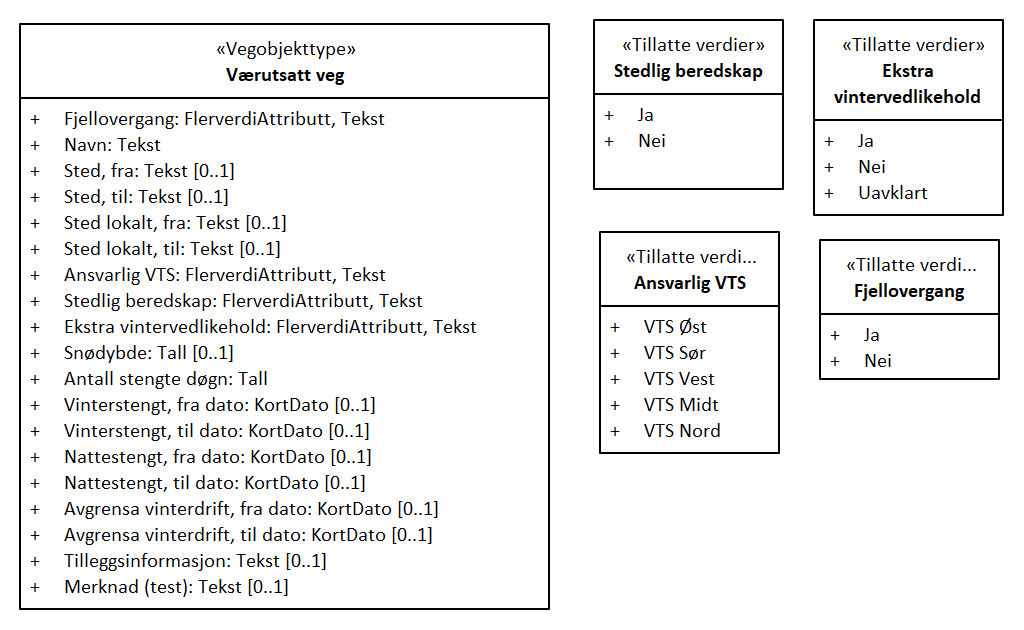 «Vegobjekttype»
Værutsatt veg
+ Fjellovergang: FlerverdiAttributt, Tekst
+ Navn: Tekst
+ Sted, fra: Tekst [0..1]
+ Sted, til: Tekst [0..1]
+ Sted lokalt, fra: Tekst [0..1]
+ Sted lokalt, til: Tekst [0..1]
+ Ansvarlig VTS: FlerverdiAttributt, Tekst
+ Stedlig beredskap: FlerverdiAttributt, Tekst
+ Ekstra vintervedlikehold: FlerverdiAttributt, Tekst
+ Snødybde: Tall [0..1]
+ Antall stengte døgn: Tall
+ Vinterstengt, fra dato: KortDato [0..1]
+ Vinterstengt, til dato: KortDato [0..1]
+ Nattestengt, fra dato: KortDato [0..1]
+ Nattestengt, til dato: KortDato [0..1]
+ Avgrensa vinterdrift, fra dato: KortDato [0..1]
+ Avgrensa vinterdrift, til dato: KortDato [0..1]
+ Tilleggsinformasjon: Tekst [0..1]
+ Merknad (test): Tekst [0..1]
«Tillatte verdier»
Stedlig beredskap
+ Ja
+ Nei
«Tillatte verdier»
Ekstra
vintervedlikehold
+ Ja
+ Nei
+ Uavklart
«Tillatte verdi...
Ansvarlig VTS
+ VTS Øst
+ VTS Sør
+ VTS Vest
+ VTS Midt
+ VTS Nord
«Tillatte verdi...
Fjellovergang
+ Ja
+ Nei